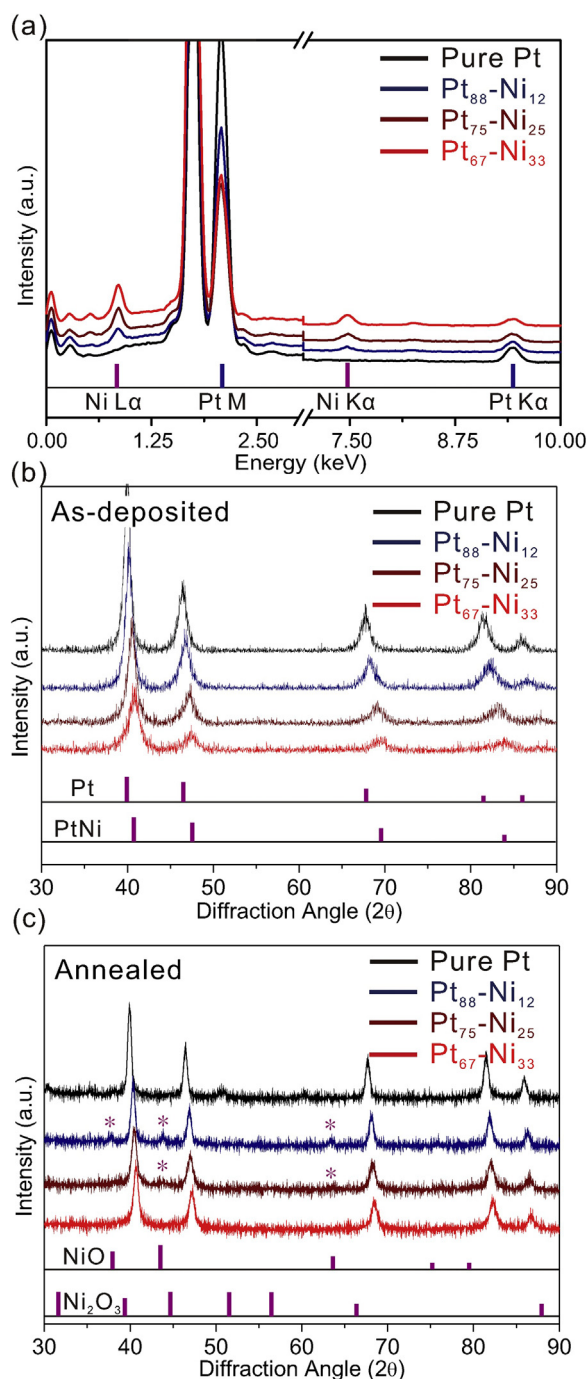 (a)
Pure Pt
Pt₈₈-Ni₁₂
Pt₇₅-Ni₂₅
Pt₆₇-Ni₃₃
Intensity (a.u.)
Ni Lα Pt M Ni Kα Pt Kα
0.00 1.25 2.50 7.50 8.75 10.00
Energy (keV)
(b)
As-deposited
Pure Pt
Pt₈₈-Ni₁₂
Pt₇₅-Ni₂₅
Pt₆₇-Ni₃₃
Intensity (a.u.)
Pt
PtNi
30 40 50 60 70 80 90
Diffraction Angle (2θ)
(c)
Annealed
Pure Pt
Pt₈₈-Ni₁₂
Pt₇₅-Ni₂₅
Pt₆₇-Ni₃₃
Intensity (a.u.)
* * *
* *
NiO
Ni₂O₃
30 40 50 60 70 80 90
Diffraction Angle (2θ)